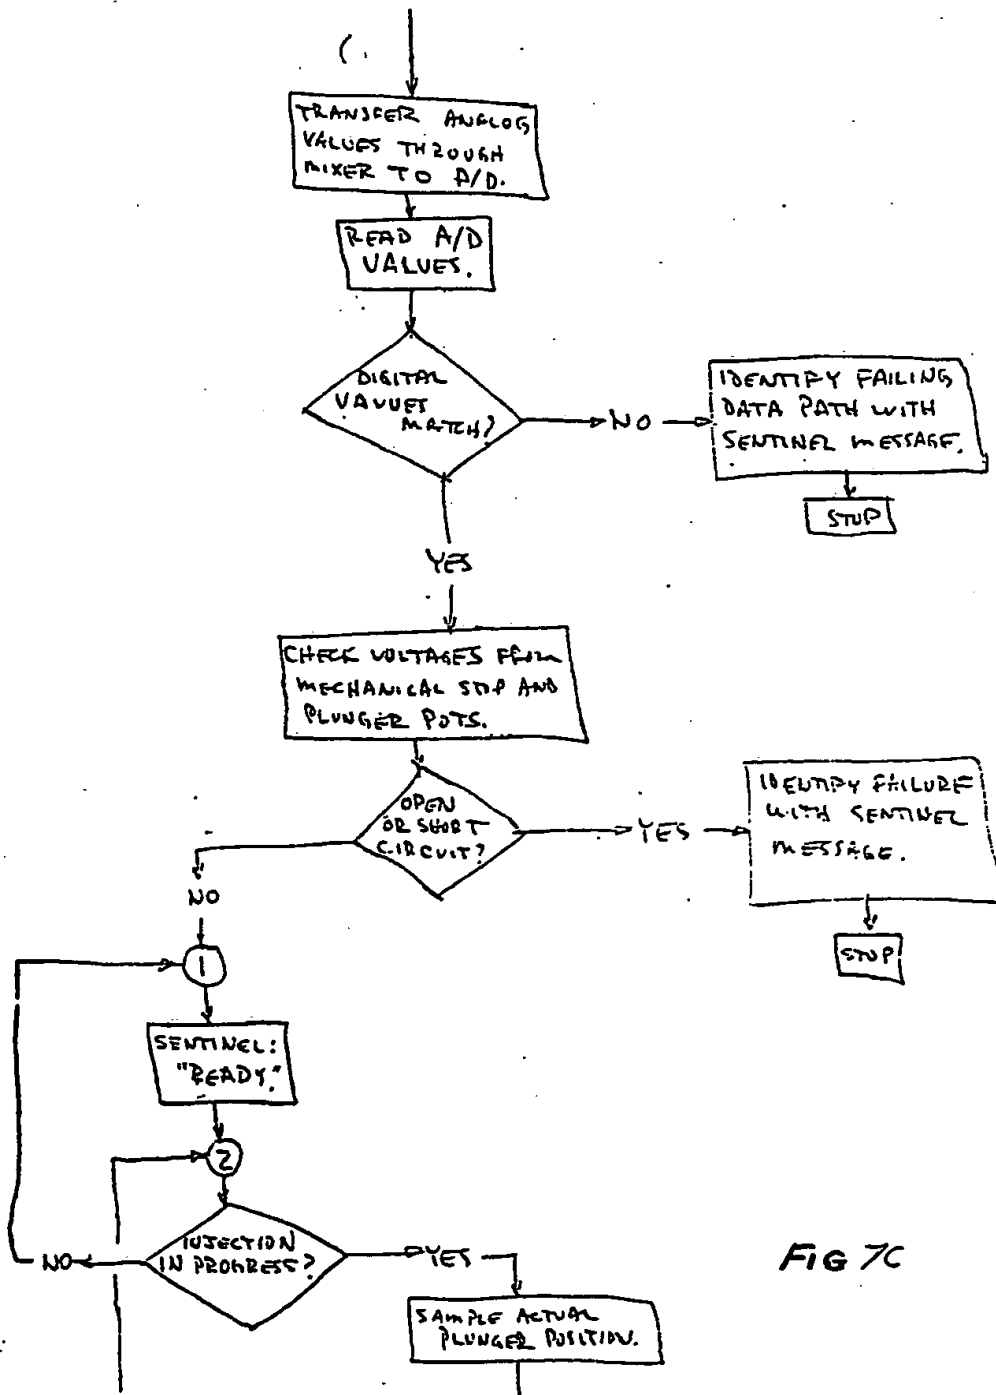 TRANSFER ANALOG
VALUES THROUGH
MIXER TO A/D.
READ A/D
VALUES.
DIGITAL
VAVUES
MATCH?
NO
IDENTIFY FAILING
DATA PATH WITH
SENTINEL MESSAGE.
STOP
YES
CHECK VOLTAGES FROM
MECHANICAL STOP AND
PLUNGER POTS.
OPEN
OR SHORT
CIRCUIT?
YES
IDENTIFY FAILURE
WITH SENTINEL
MESSAGE.
STOP
NO
1
SENTINEL:
"READY."
2
INJECTION
IN PROGRESS?
NO
YES
SAMPLE ACTUAL
PLUNGER POSITION.
FIG 7C